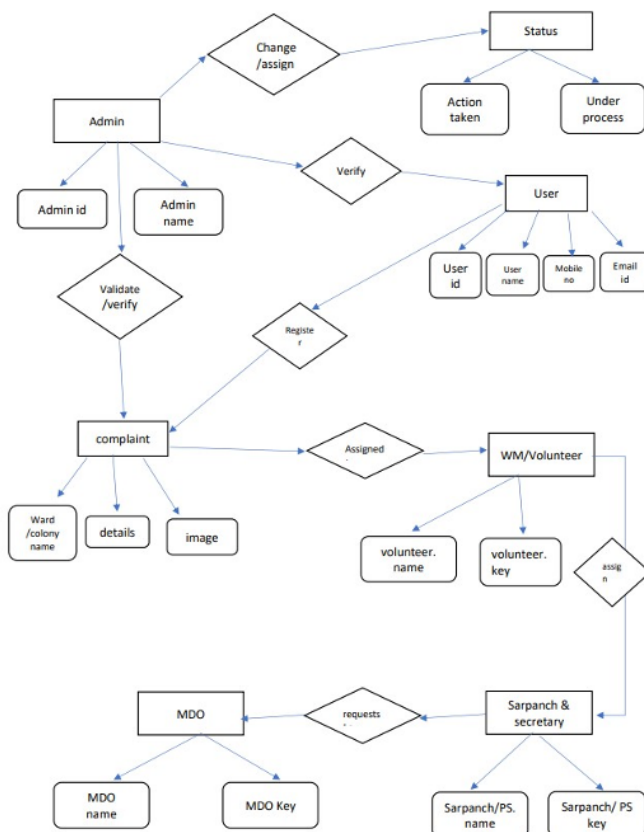 Change
/assign
Status
Action
taken
Under
process
Admin
Verify
User
Admin id
Admin
name
User
id
User
name
Mobile
no
Email
id
Validate
/verify
Registe
r
complaint
Assigned
WM/Volunteer
Ward
/colony
name
details
image
volunteer.
name
volunteer.
key
assig
n
MDO
requests
Sarpanch &
secretary
MDO
name
MDO Key
Sarpanch/PS.
name
Sarpanch/ PS
key